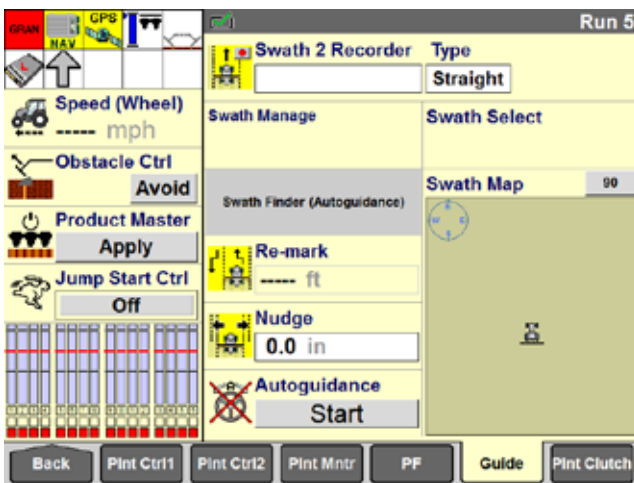 GRAN
NAV
GPS
Run 5
Swath 2 Recorder
Type
Straight
Speed (Wheel)
----- mph
Swath Manage
Swath Select
Obstacle Ctrl
Avoid
Swath Finder (Autoguidance)
Swath Map
90
Product Master
Apply
Re-mark
----- ft
Jump Start Ctrl
Off
Nudge
0.0 in
Autoguidance
Start
Back
Plnt Ctrl1
Plnt Ctrl2
Plnt Mntr
PF
Guide
Plnt Clutch